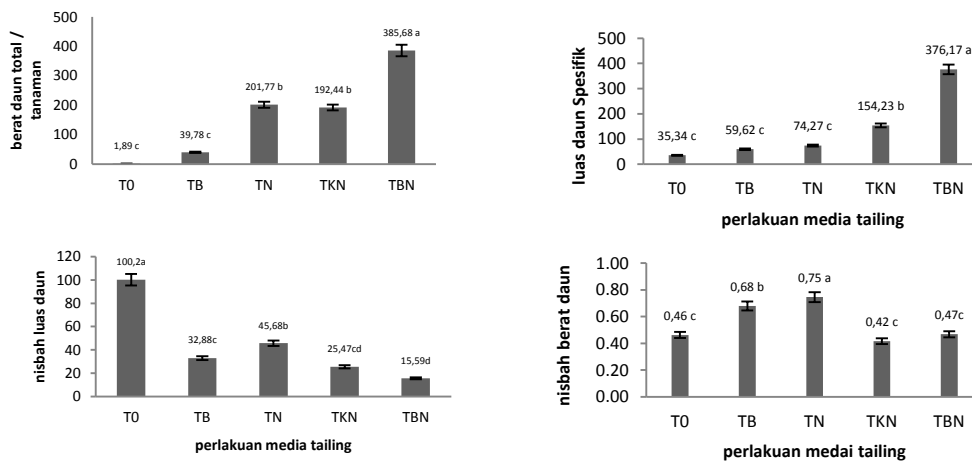 berat daun total /
tanaman
500
400
300
200
100
0
1,89 c
39,78 c
201,77 b
192,44 b
385,68 a
T0 TB TN TKN TBN
luas daun Spesifik
500
400
300
200
100
0
35,34 c
59,62 c
74,27 c
154,23 b
376,17 a
T0 TB TN TKN TBN
perlakuan media tailing
nisbah luas daun
120
100
80
60
40
20
0
100,2a
32,88c
45,68b
25,47cd
15,59d
T0 TB TN TKN TBN
perlakuan media tailing
nisbah berat daun
1.00
0.80
0.60
0.40
0.20
0.00
0,46 c
0,68 b
0,75 a
0,42 c
0,47c
T0 TB TN TKN TBN
perlakuan medai tailing